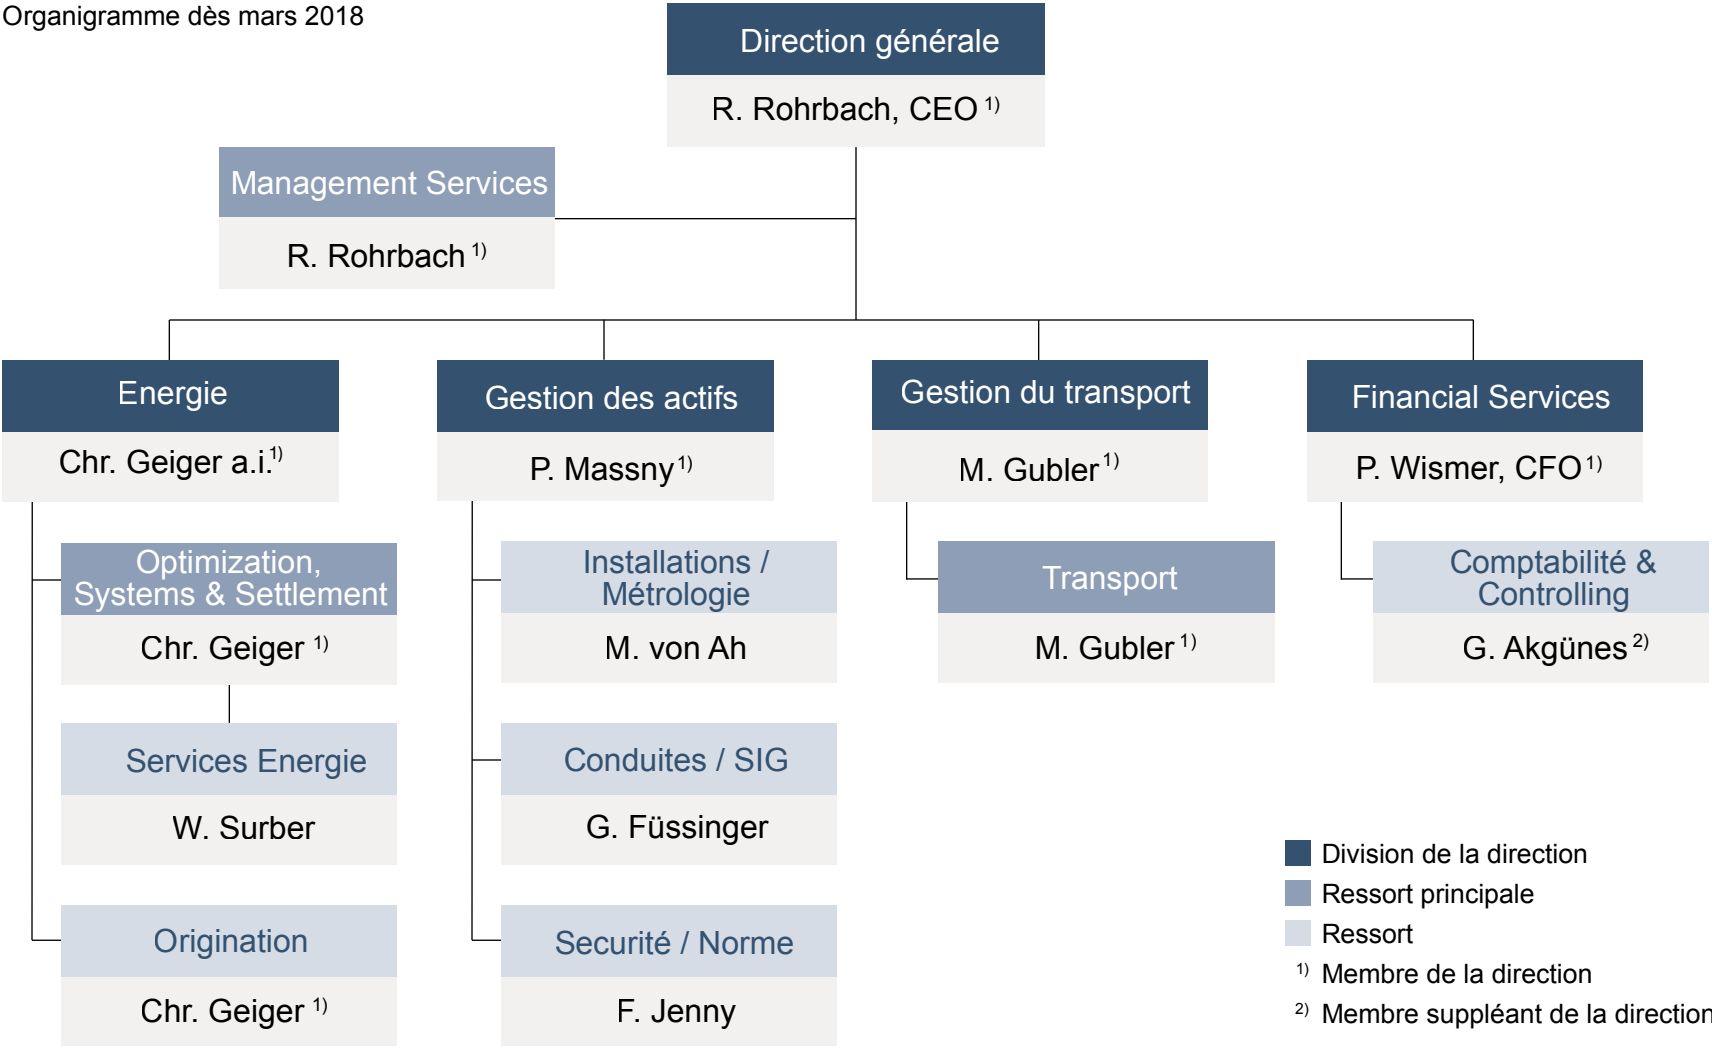 Organigramme dès mars 2018
Direction générale
R. Rohrbach, CEO 1)
Management Services
R. Rohrbach 1)
Energie
Chr. Geiger a.i. 1)
Optimization,
Systems & Settlement
Chr. Geiger 1)
Services Energie
W. Surber
Origination
Chr. Geiger 1)
Gestion des actifs
P. Massny 1)
Installations /
Métrologie
M. von Ah
Conduites / SIG
G. Füssinger
Securité / Norme
F. Jenny
Gestion du transport
M. Gubler 1)
Transport
M. Gubler 1)
Financial Services
P. Wismer, CFO 1)
Comptabilité &
Controlling
G. Akgünes 2)
Division de la direction
Ressort principale
Ressort
1) Membre de la direction
2) Membre suppléant de la direction